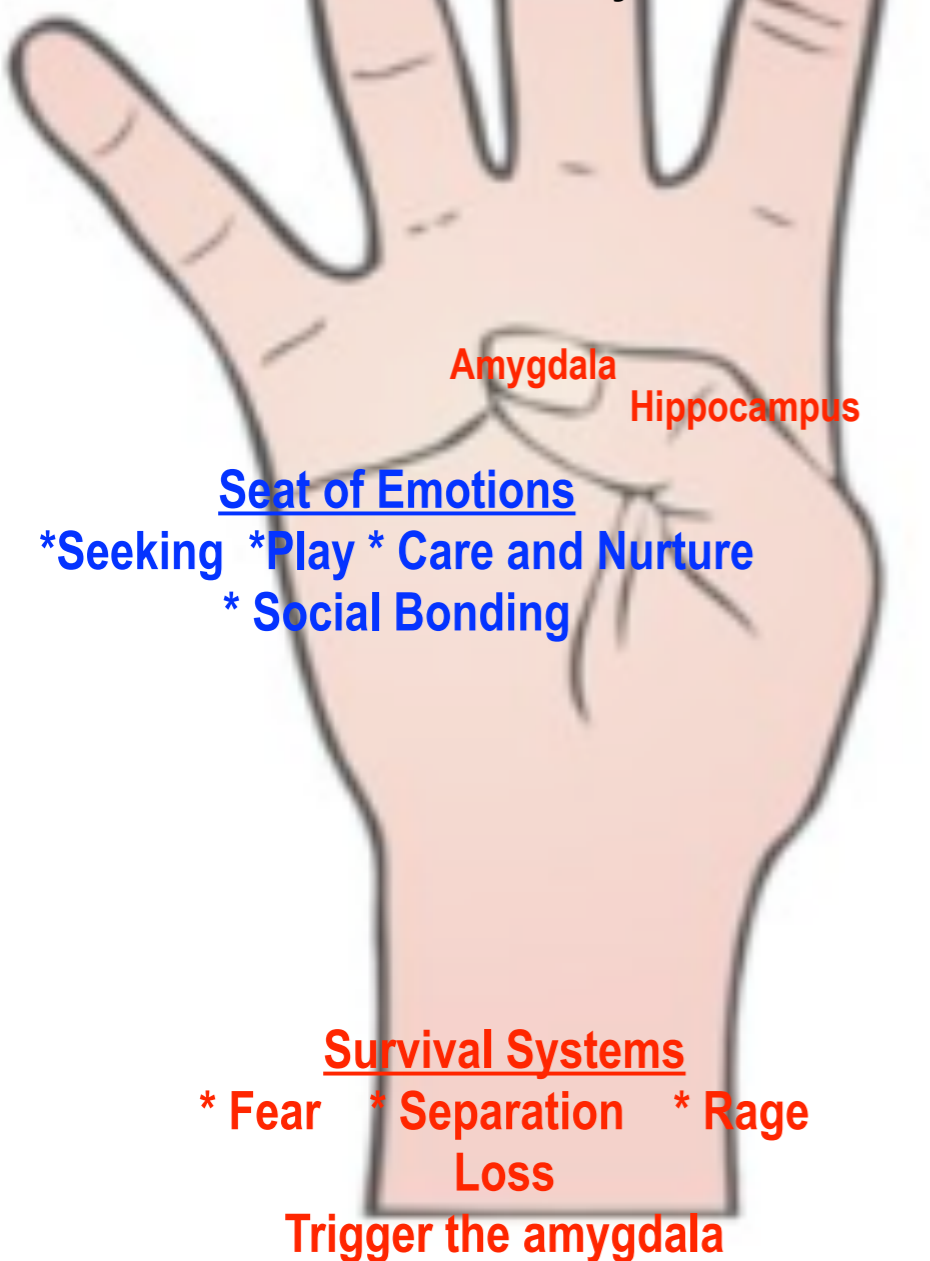 Amygdala
Hippocampus
Seat of Emotions
*Seeking *Play * Care and Nurture
* Social Bonding
Survival Systems
* Fear * Separation * Rage
Loss
Trigger the amygdala